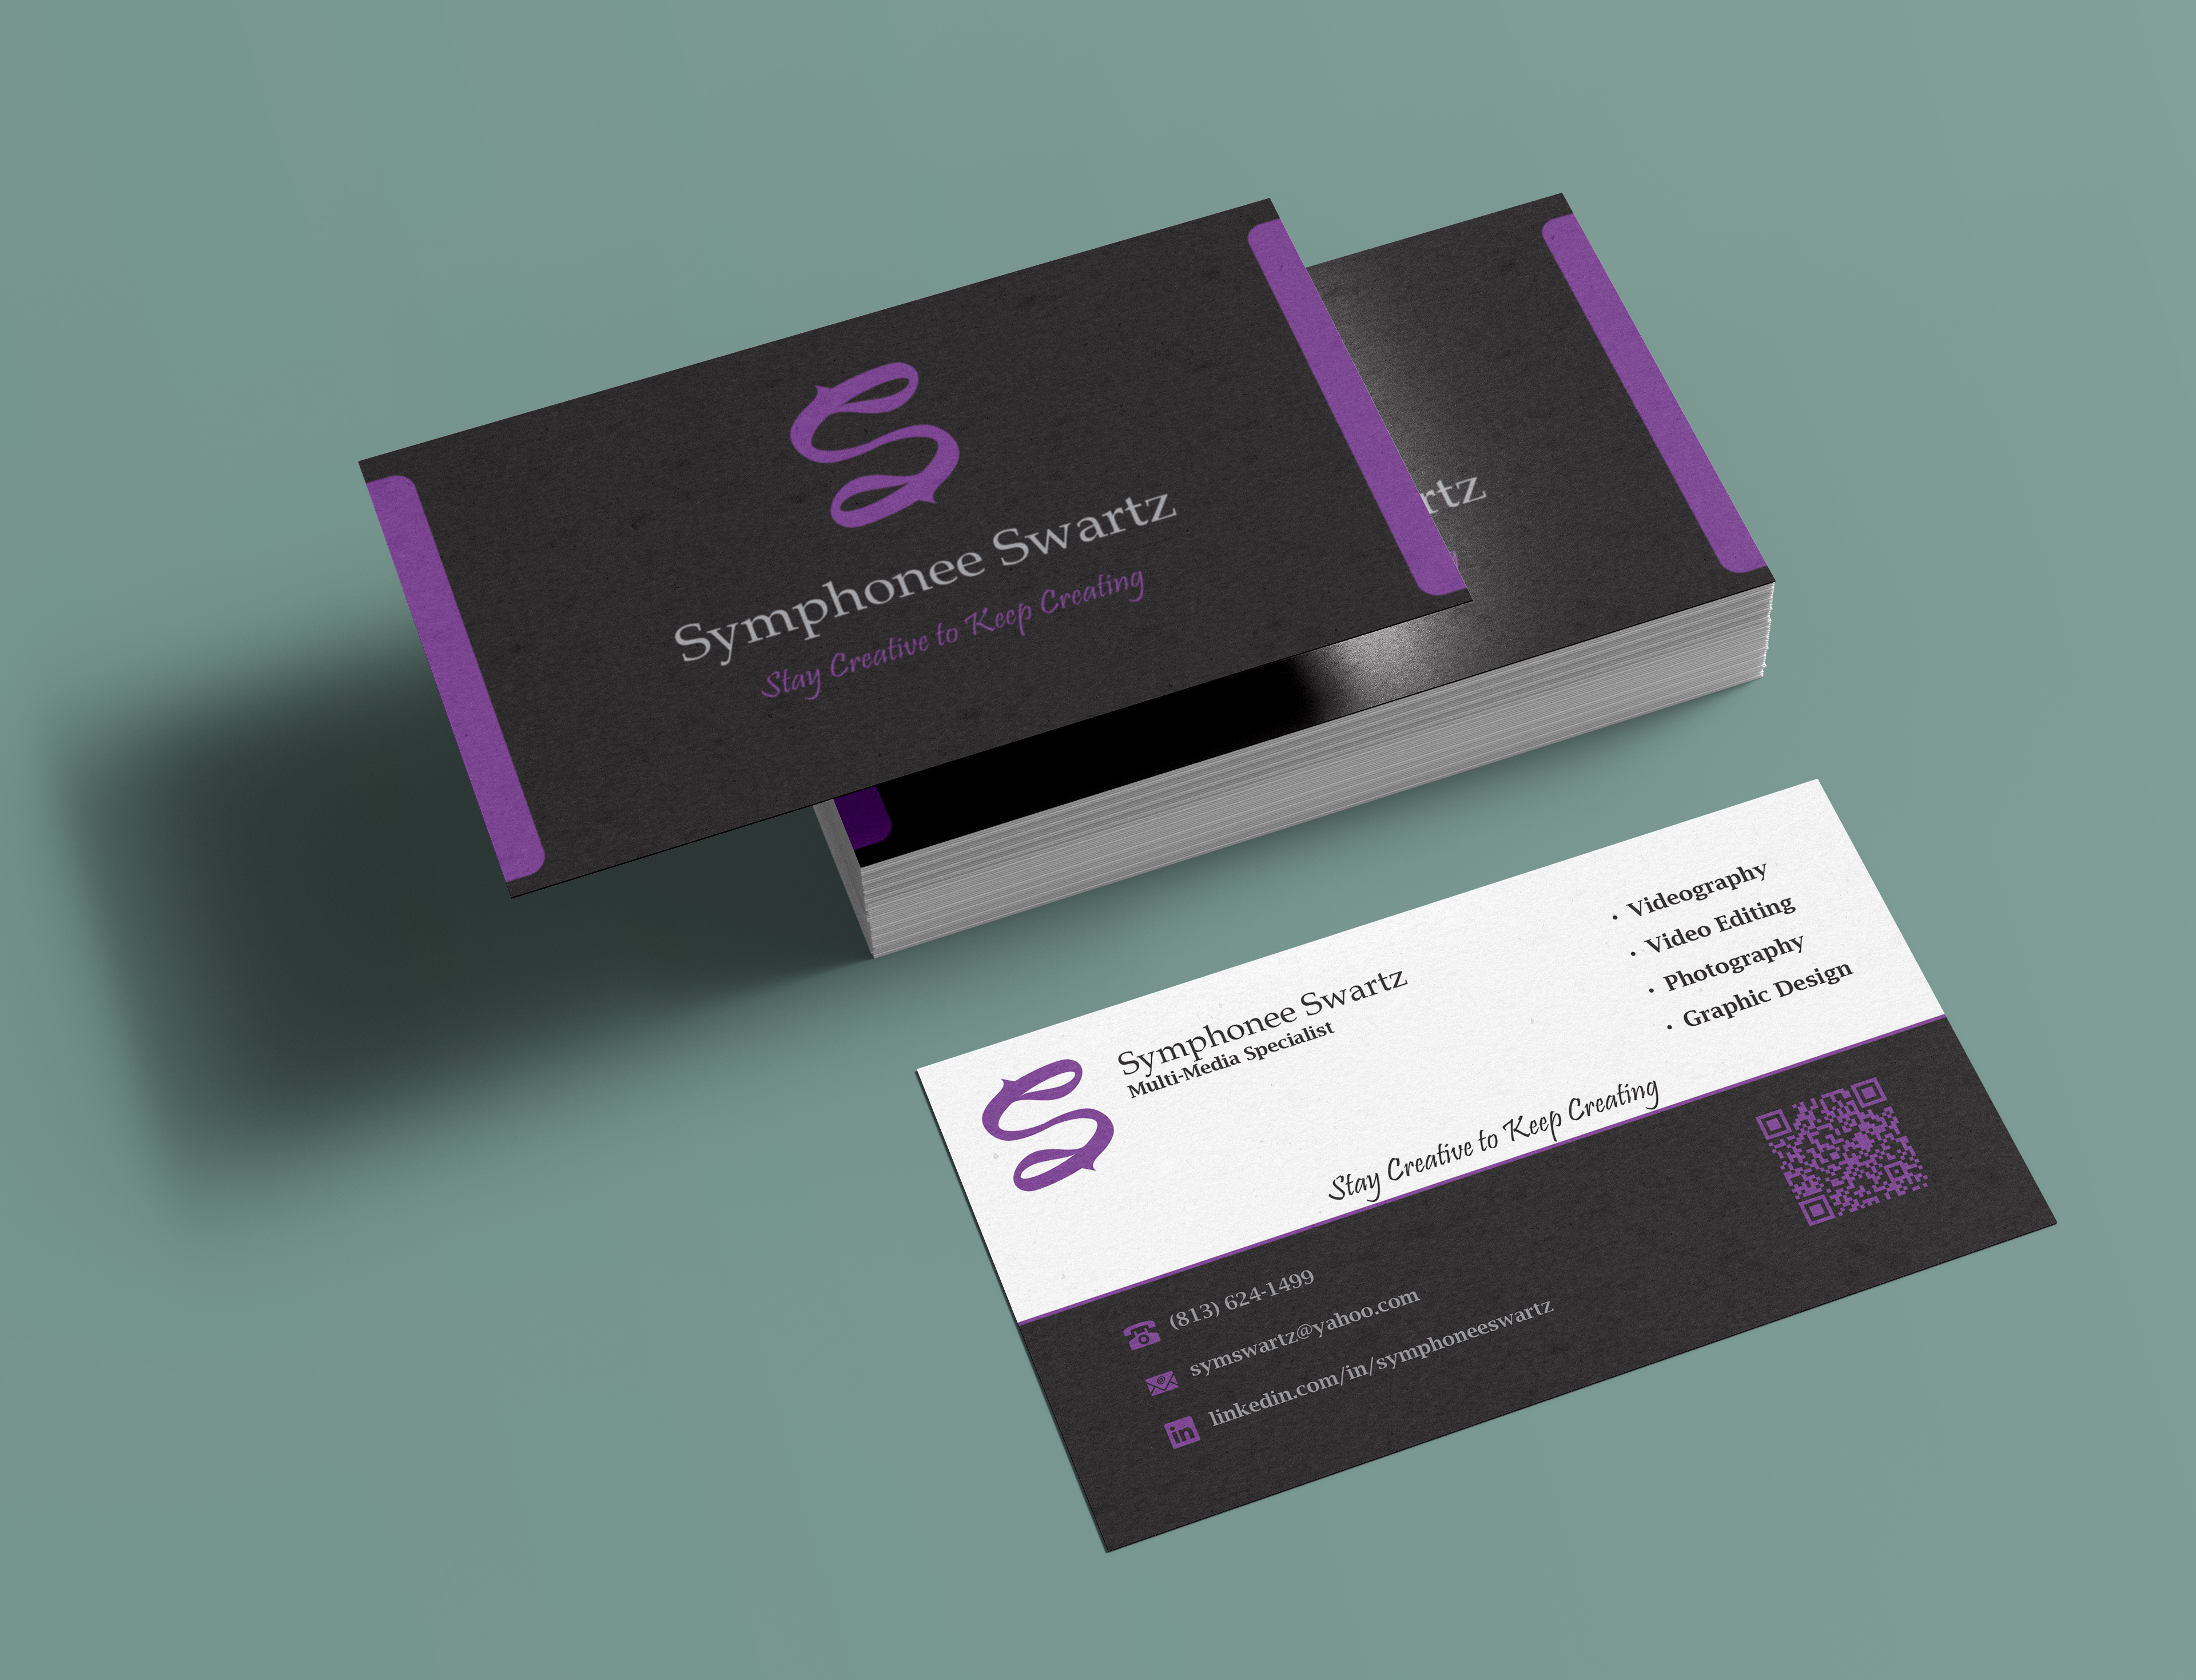 Symphonee Swartz
Stay Creative to Keep Creating
rtz
Symphonee Swartz
Multi-Media Specialist
• Videography
• Video Editing
• Photography
• Graphic Design
Stay Creative to Keep Creating
(813) 624-1499
symswartz@yahoo.com
in linkedin.com/in/symphoneeswartz